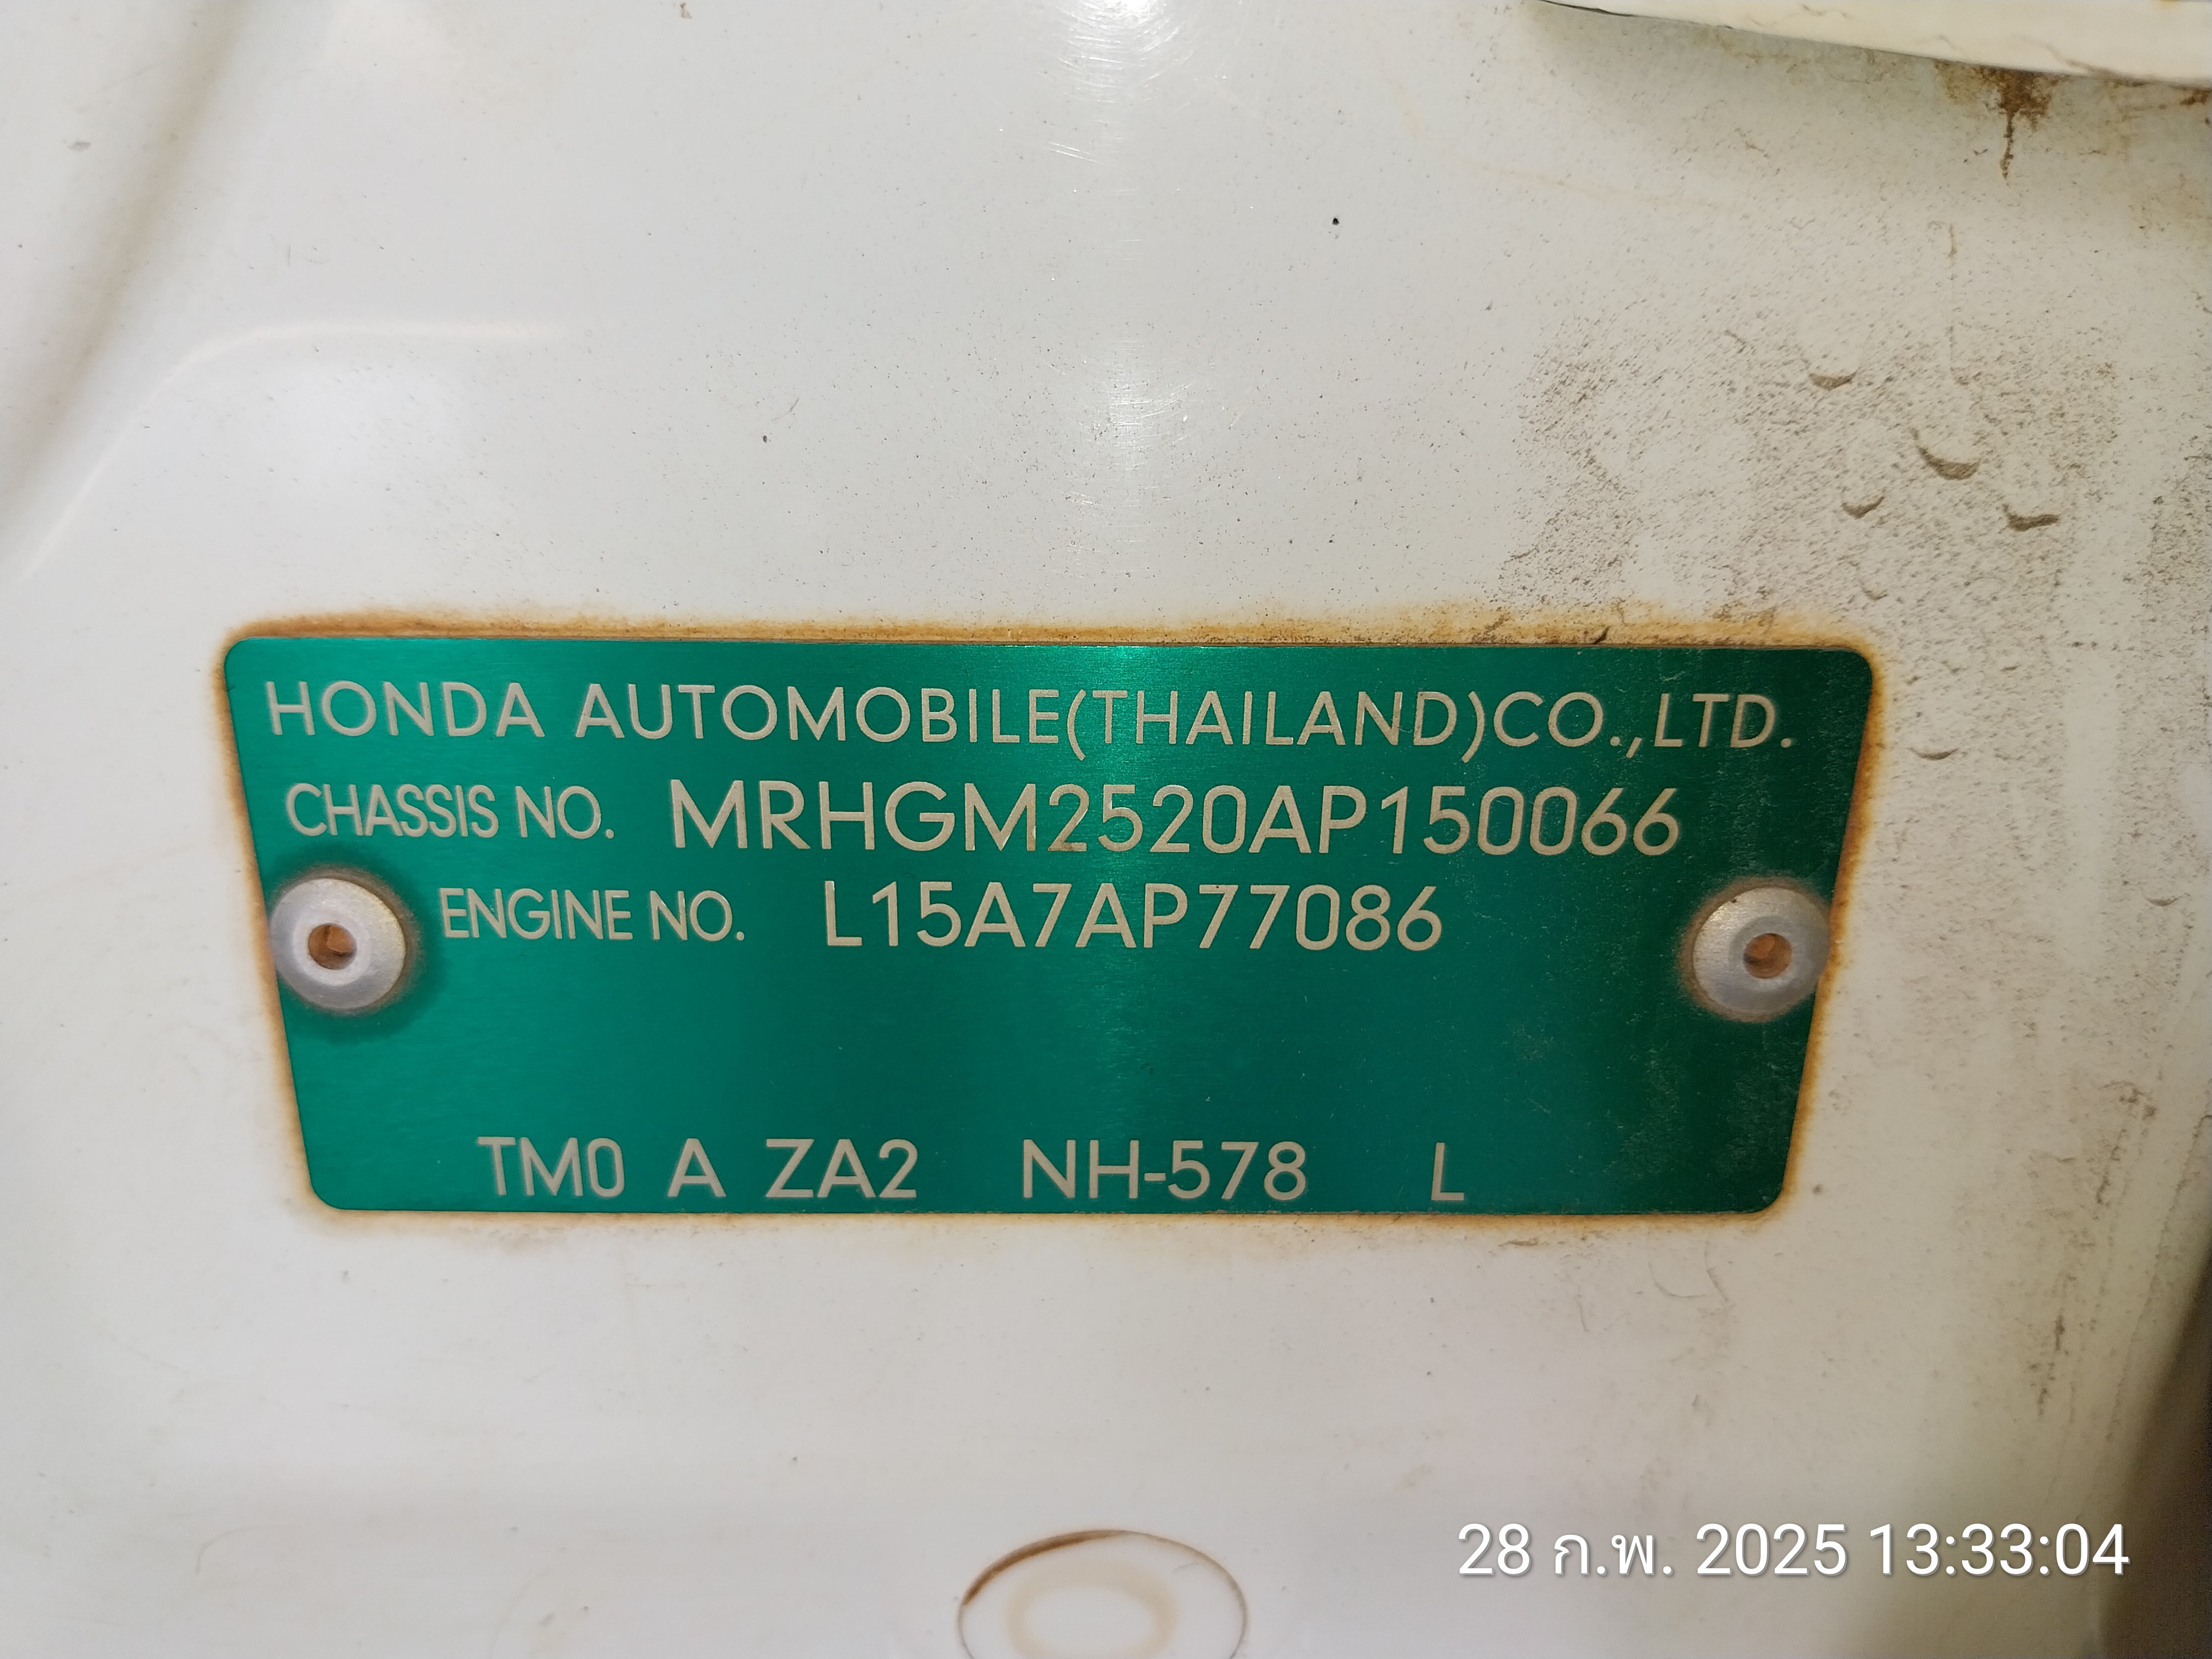 HONDA AUTOMOBILE(THAILAND)CO.,LTD.
CHASSIS NO. MRHGM2520AP150066
ENGINE NO. L15A7AP77086
TM0 A ZA2 NH-578 L
28 ก.พ. 2025 13:33:04